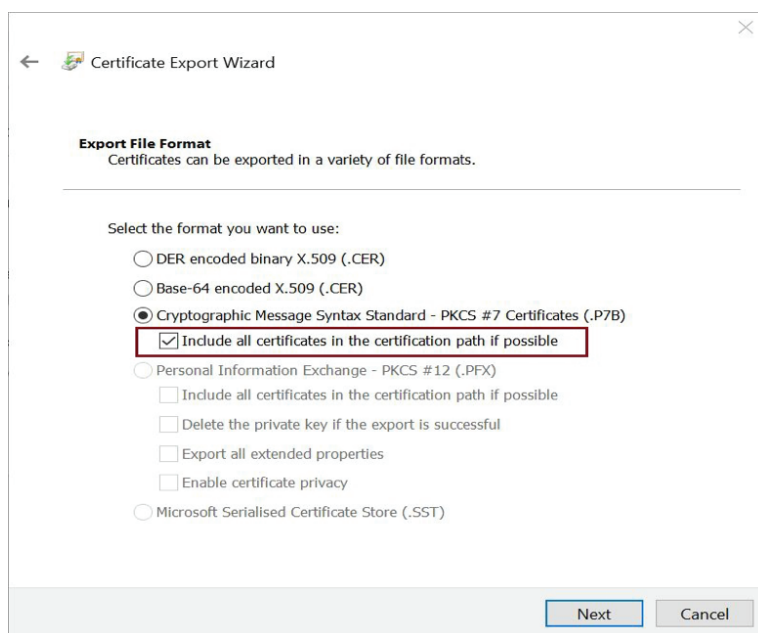 Certificate Export Wizard
Export File Format
Certificates can be exported in a variety of file formats.
Select the format you want to use:
DER encoded binary X.509 (.CER)
Base-64 encoded X.509 (.CER)
Cryptographic Message Syntax Standard - PKCS #7 Certificates (.P7B)
Include all certificates in the certification path if possible
Personal Information Exchange - PKCS #12 (.PFX)
Include all certificates in the certification path if possible
Delete the private key if the export is successful
Export all extended properties
Enable certificate privacy
Microsoft Serialised Certificate Store (.SST)
Next Cancel